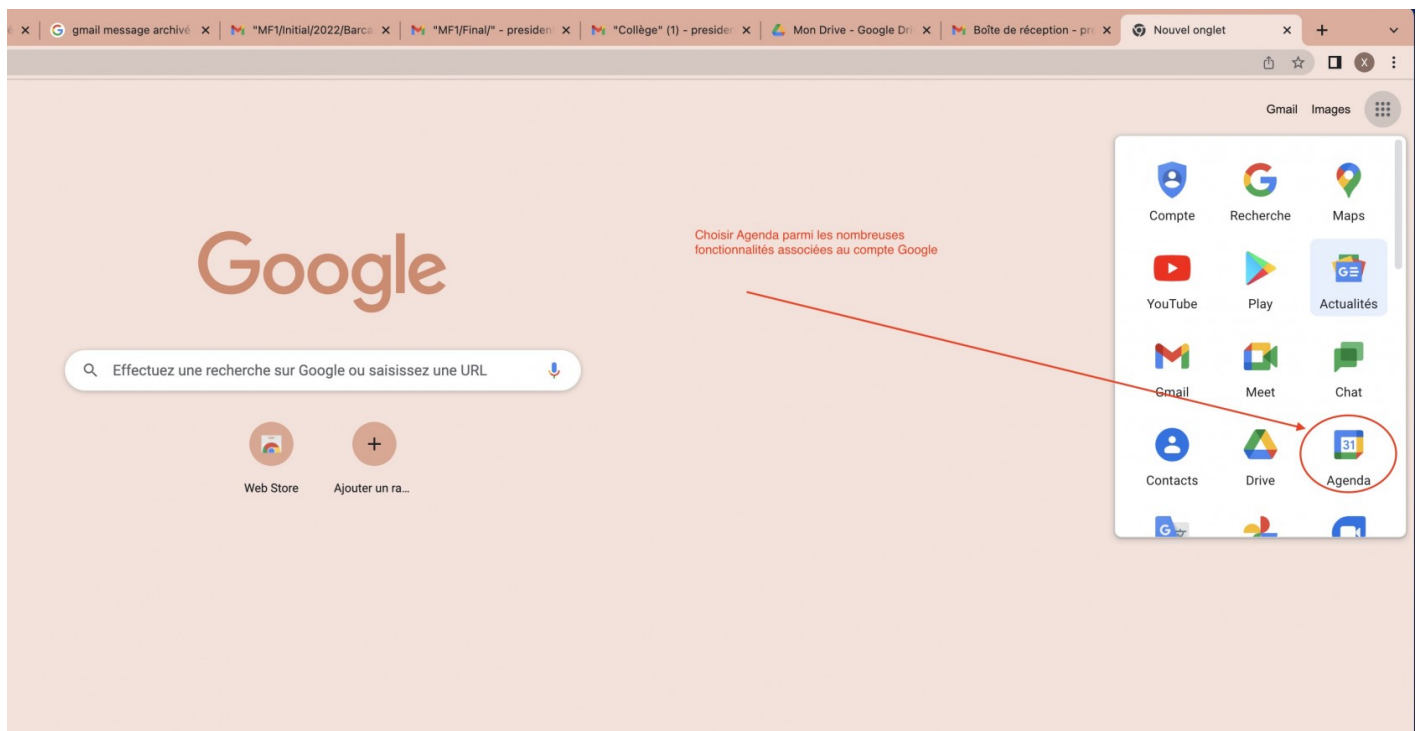 gmail message archivé
"MF1/Initial/2022/Barca
"MF1/Final/" - president
"Collège" (1) - presiden
Mon Drive - Google Dri
Boîte de réception - pre
Nouvel onglet
X
Gmail Images
Compte Recherche Maps
Choisir Agenda parmi les nombreuses
fonctionnalités associées au compte Google
Google
GE
YouTube Play Actualités
Effectuez une recherche sur Google ou saisissez une URL
Gmail Meet Chat
31
Contacts Drive Agenda
Web Store Ajouter un ra...
G